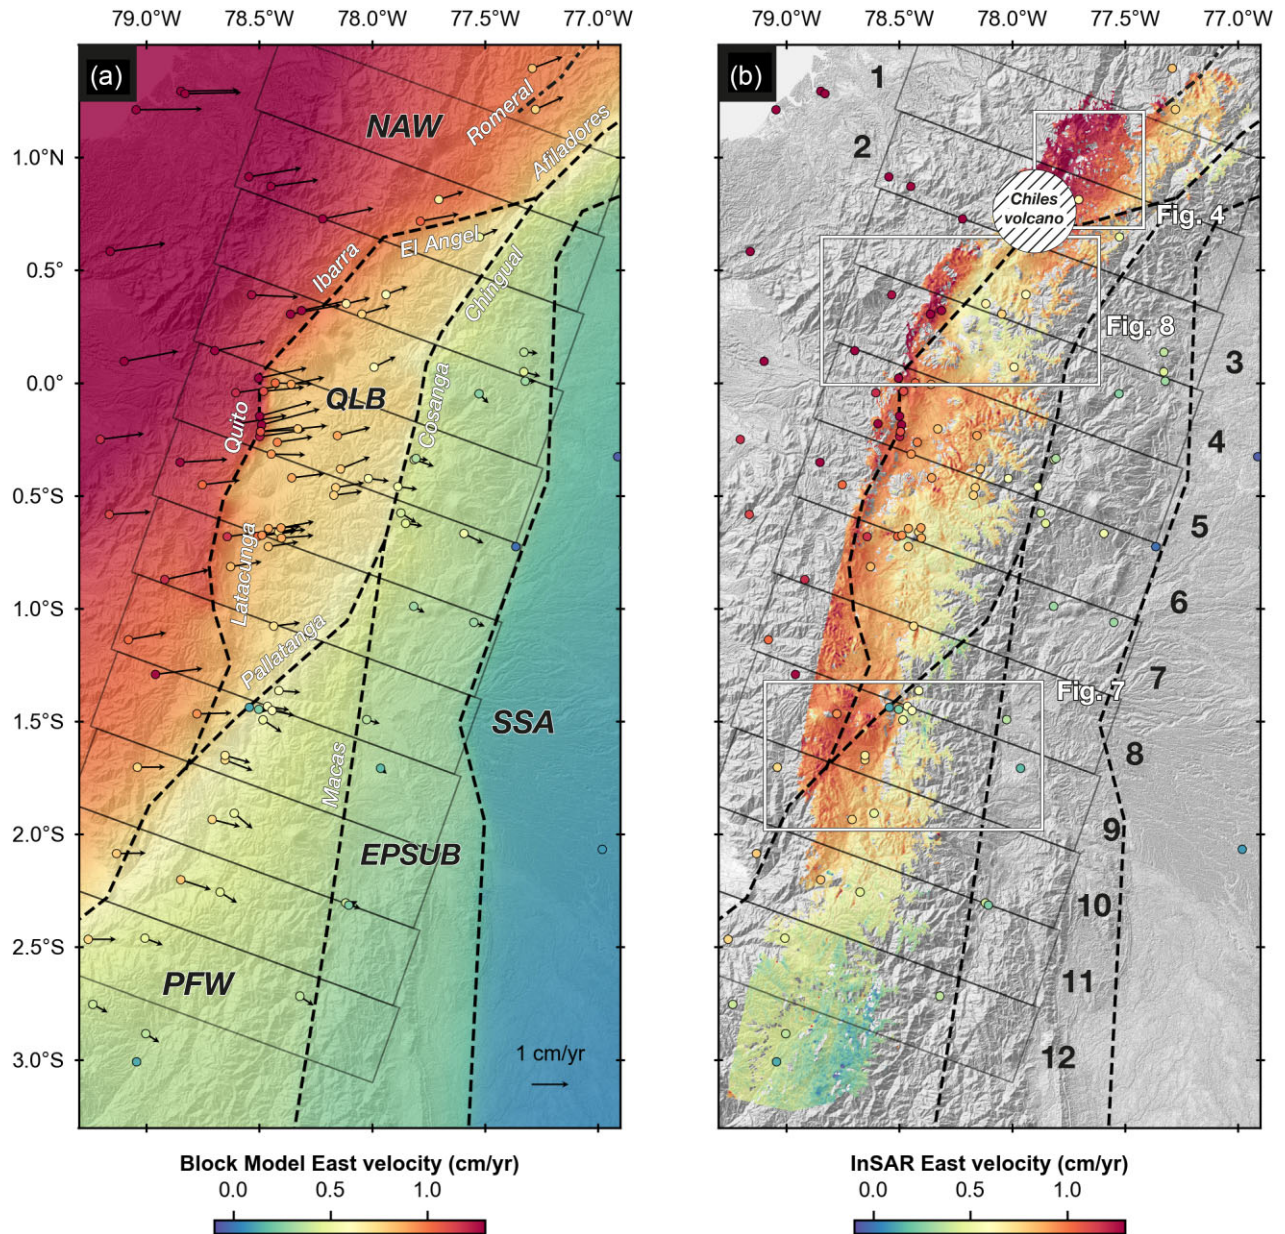 79.0°W 78.5°W 78.0°W 77.5°W 77.0°W
79.0°W 78.5°W 78.0°W 77.5°W 77.0°W
(a)
1.0°N
0.5°
0.0°
0.5°S
1.0°S
1.5°S
2.0°S
2.5°S
3.0°S
NAW
Romeral
Afiladores
El Angel
Ibarra
Chingual
QLB
Quito
Cosanga
Latacunga
Pallatanga
SSA
Macas
EPSUB
PFW
1 cm/yr
Block Model East velocity (cm/yr)
0.0 0.5 1.0
(b)
1
2
Chiles
volcano
Fig. 4
Fig. 8
3
4
5
6
7
Fig. 7
8
9
10
11
12
InSAR East velocity (cm/yr)
0.0 0.5 1.0